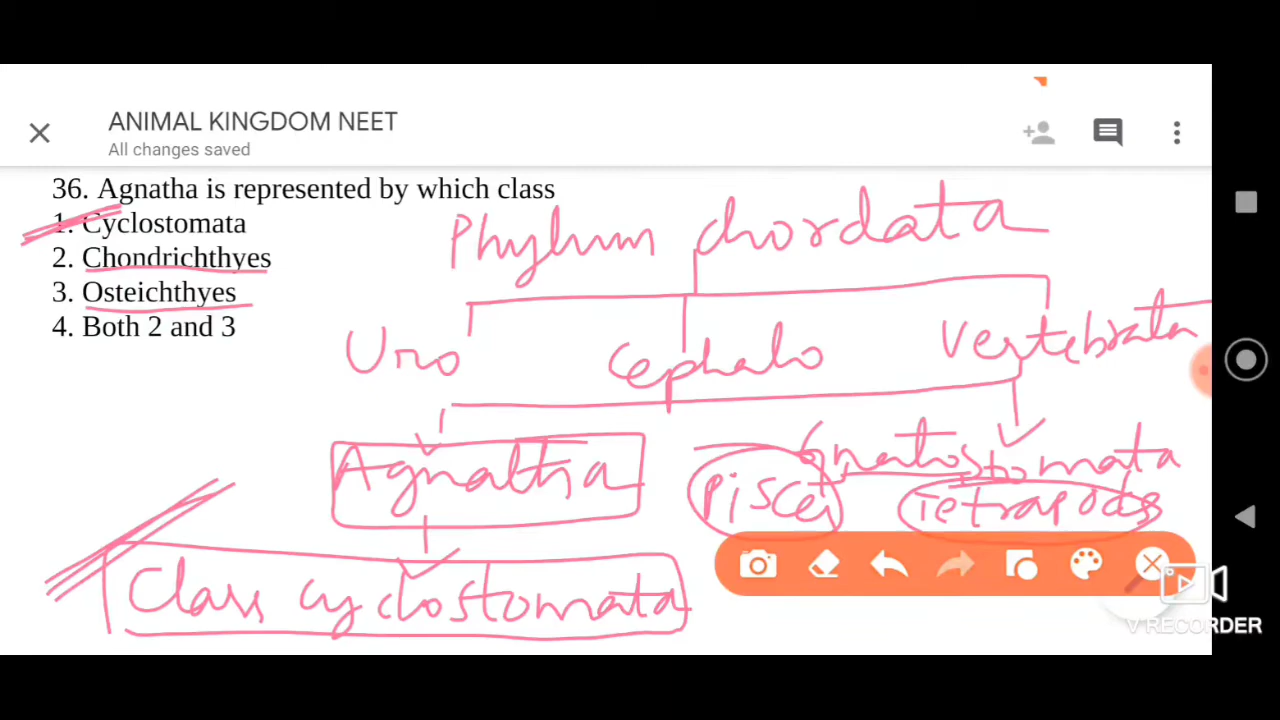 ANIMAL KINGDOM NEET
All changes saved
36. Agnatha is represented by which class
1. Cyclostomata
2. Chondrichthyes
3. Osteichthyes
4. Both 2 and 3
Phylum chordata
Uro Cephalo Vertebrata
Agnatha Gnatostomata
Pisces Tetrapods
Class cyclostomata
V RECORDER